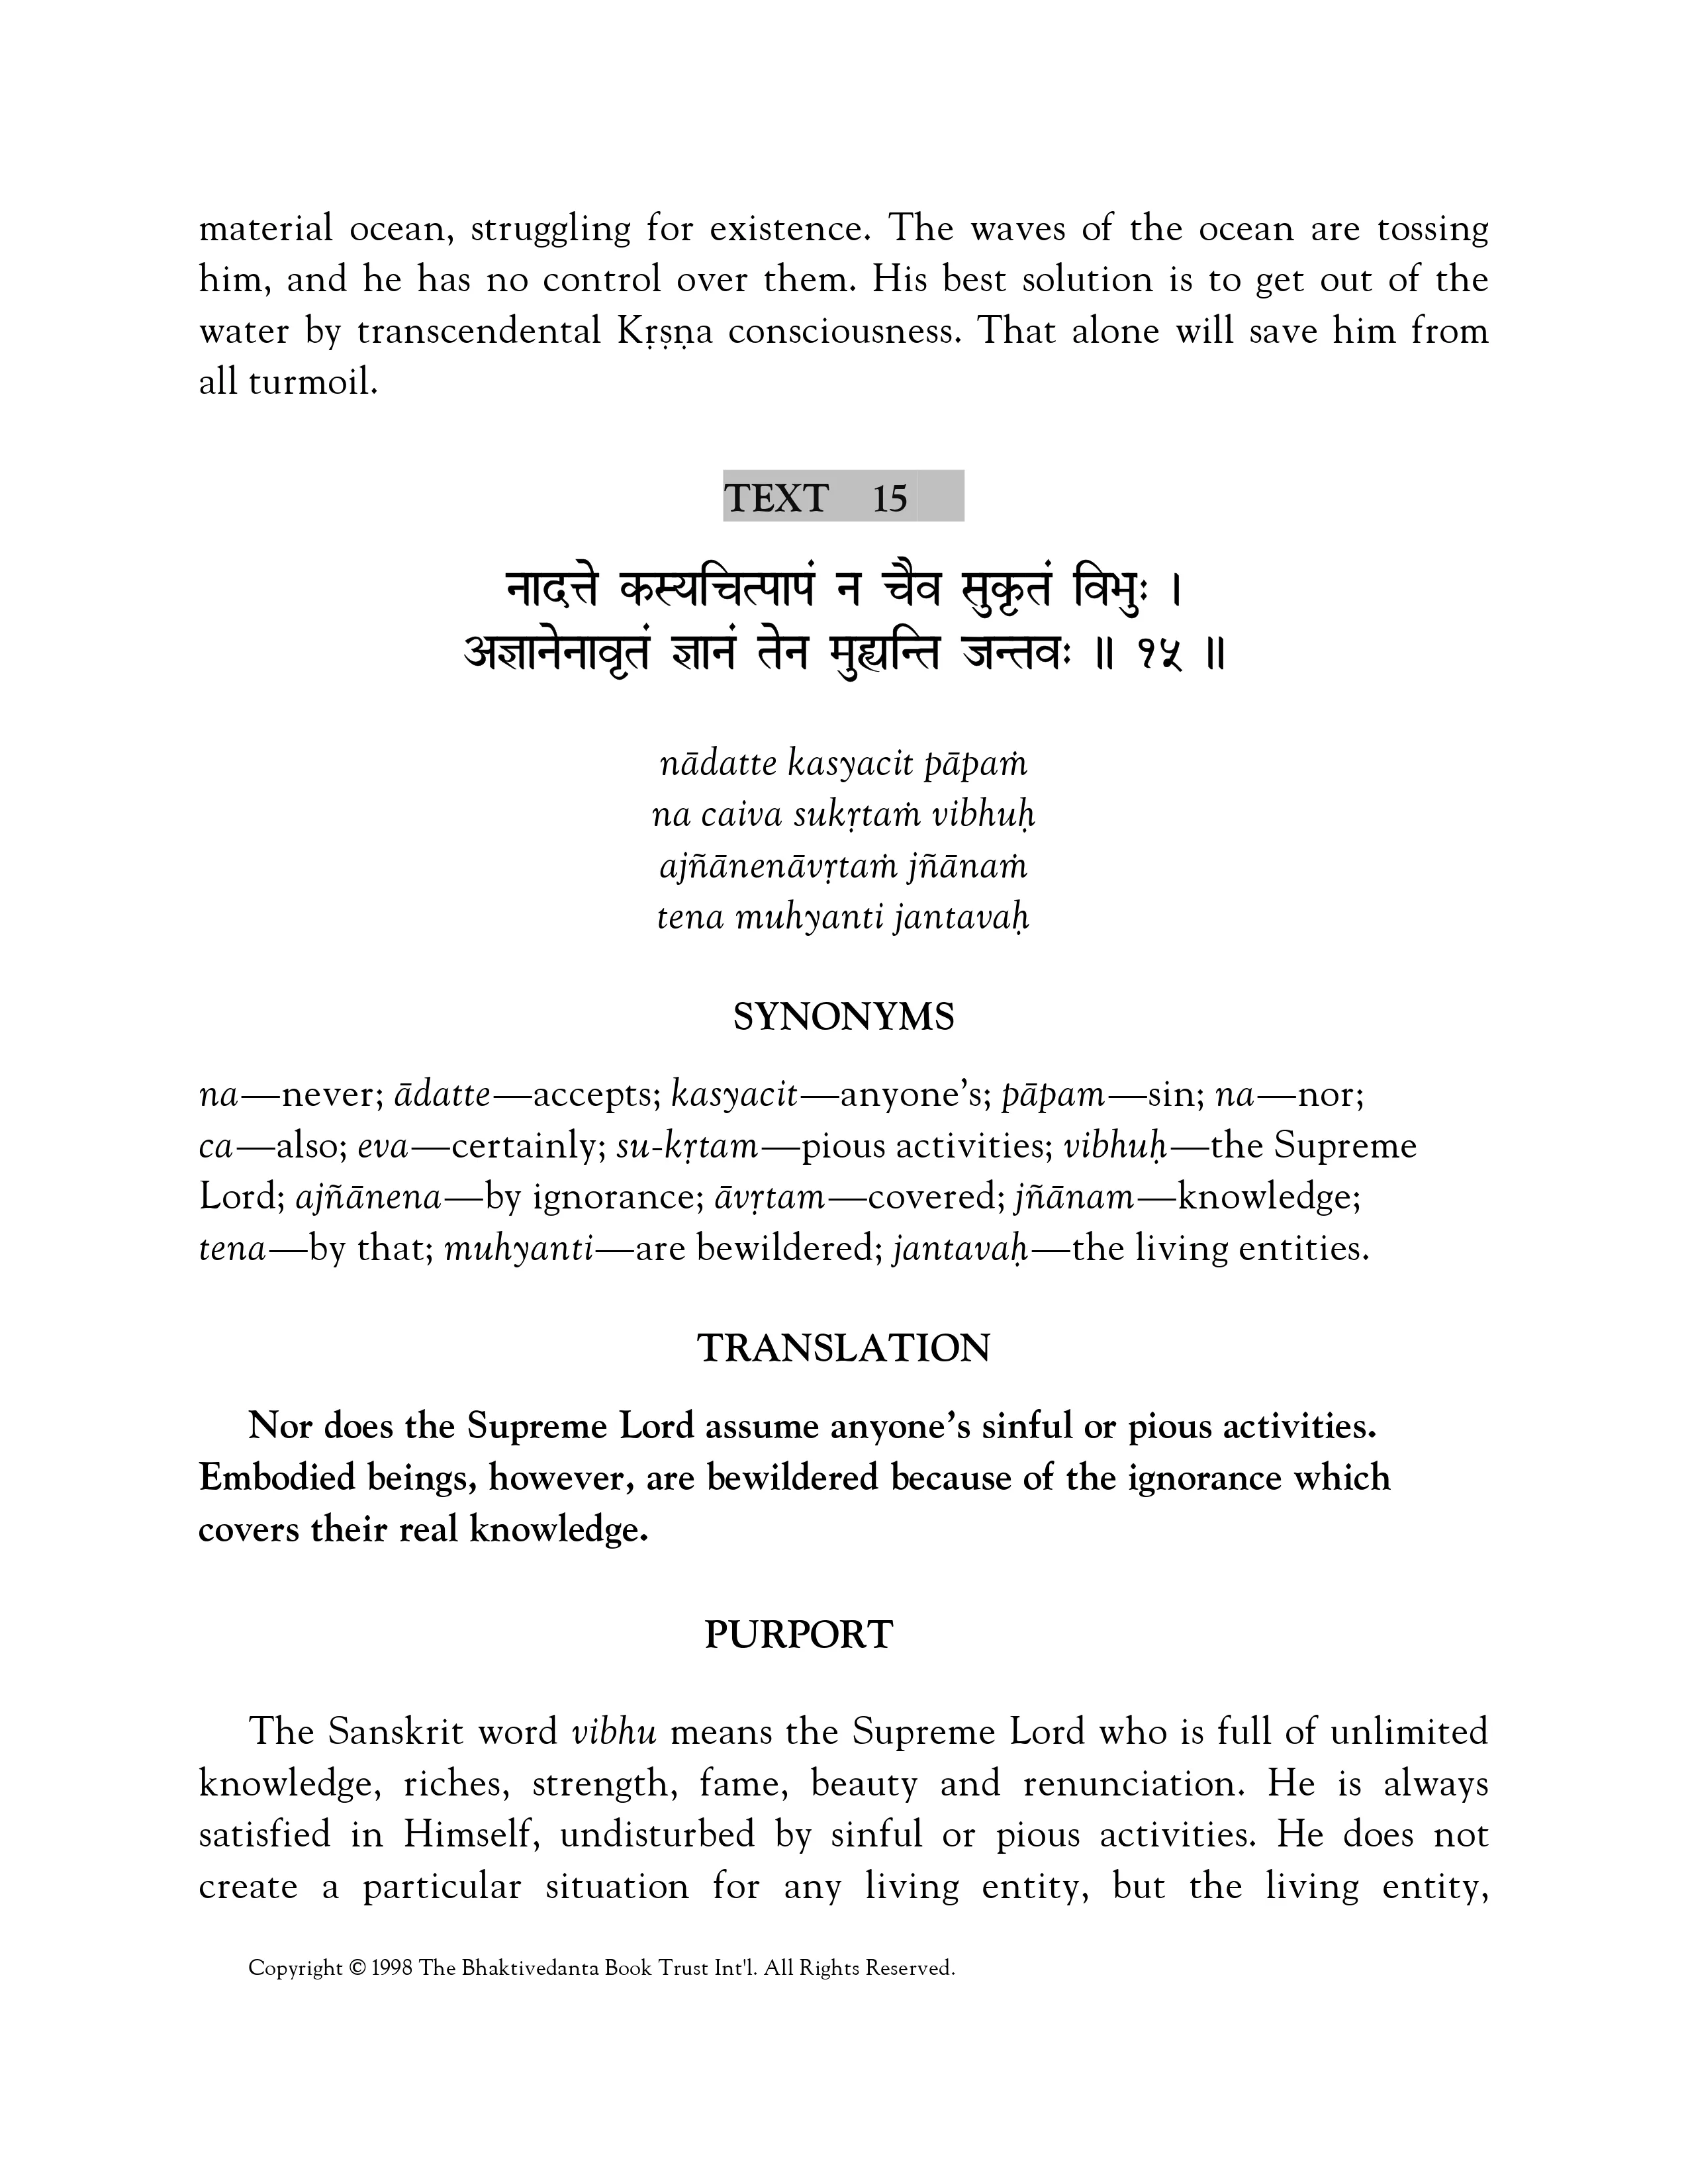 material ocean, struggling for existence. The waves of the ocean are tossing
him, and he has no control over them. His best solution is to get out of the
water by transcendental Kṛṣṇa consciousness. That alone will save him from
all turmoil.
TEXT 15
नादत्ते कस्यचित्पापं न चैव सुकृतं विभुः ।
अज्ञानेनावृतं ज्ञानं तेन मुह्यन्ति जन्तवः ॥ १५ ॥
nādatte kasyacit pāpaṁ
na caiva sukṛtaṁ vibhuḥ
ajñānenāvṛtaṁ jñānaṁ
tena muhyanti jantavaḥ
SYNONYMS
na—never; ādatte—accepts; kasyacit—anyone’s; pāpam—sin; na—nor;
ca—also; eva—certainly; su-kṛtam—pious activities; vibhuḥ—the Supreme
Lord; ajñānena—by ignorance; āvṛtam—covered; jñānam—knowledge;
tena—by that; muhyanti—are bewildered; jantavaḥ—the living entities.
TRANSLATION
Nor does the Supreme Lord assume anyone’s sinful or pious activities.
Embodied beings, however, are bewildered because of the ignorance which
covers their real knowledge.
PURPORT
The Sanskrit word vibhu means the Supreme Lord who is full of unlimited
knowledge, riches, strength, fame, beauty and renunciation. He is always
satisfied in Himself, undisturbed by sinful or pious activities. He does not
create a particular situation for any living entity, but the living entity,
Copyright © 1998 The Bhaktivedanta Book Trust Int'l. All Rights Reserved.